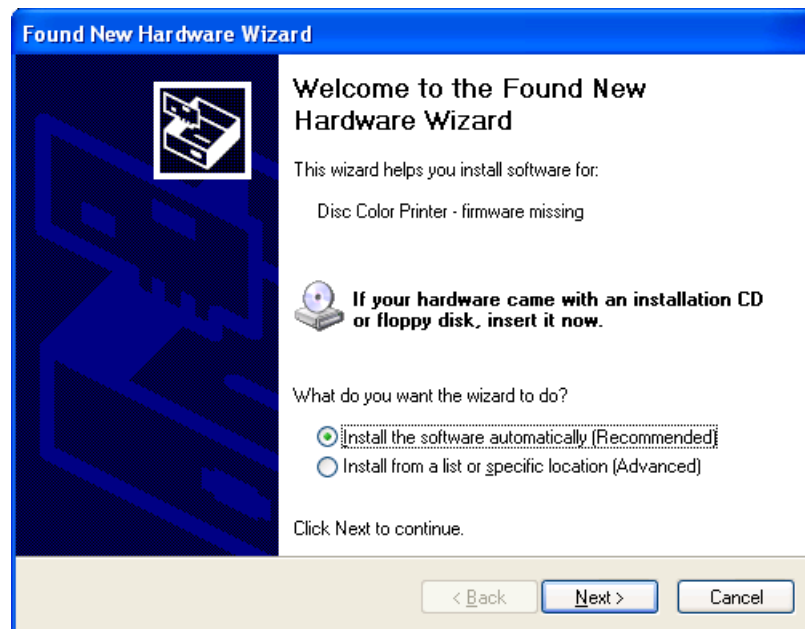 Found New Hardware Wizard
Welcome to the Found New
Hardware Wizard
This wizard helps you install software for:
Disc Color Printer - firmware missing
If your hardware came with an installation CD
or floppy disk, insert it now.
What do you want the wizard to do?
Install the software automatically (Recommended)
Install from a list or specific location (Advanced)
Click Next to continue.
< Back Next > Cancel